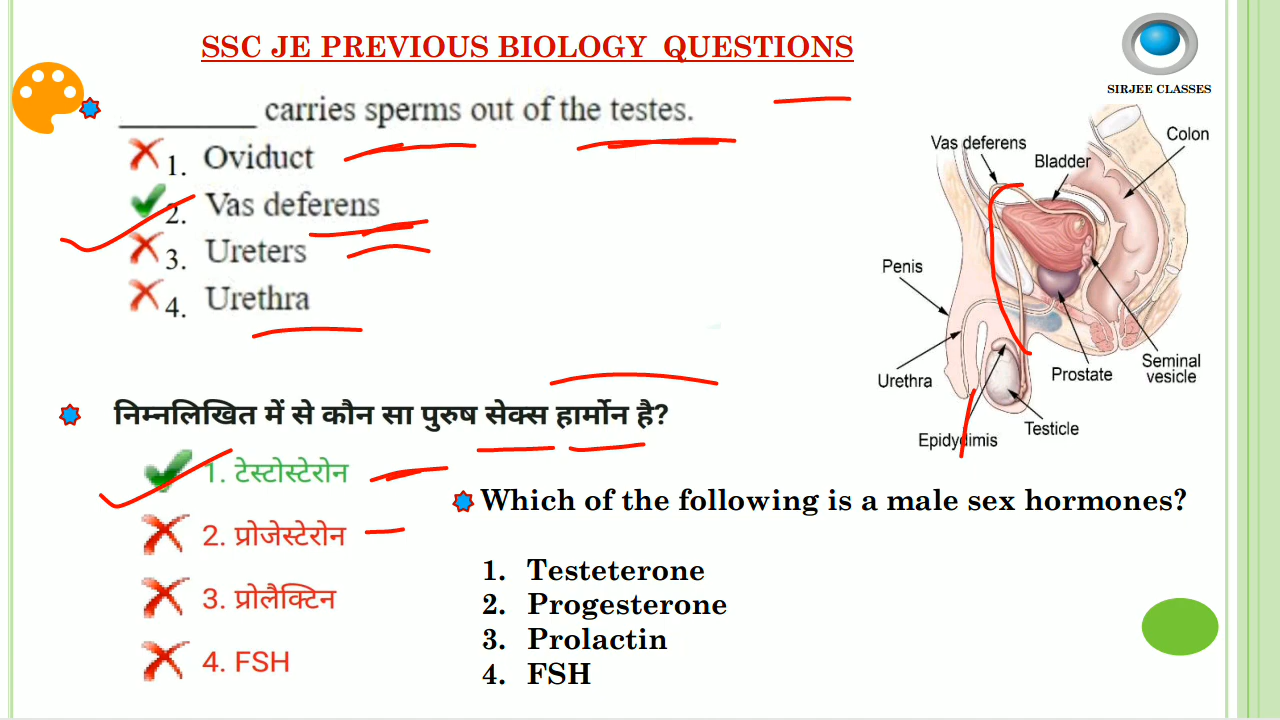 SSC JE PREVIOUS BIOLOGY QUESTIONS
SIRJEE CLASSES
________ carries sperms out of the testes.
1. Oviduct
2. Vas deferens
3. Ureters
4. Urethra
Vas deferens
Colon
Bladder
Penis
Urethra
Prostate
Seminal
vesicle
Testicle
Epidydimis
निम्नलिखित में से कौन सा पुरुष सेक्स हार्मोन है?
1. टेस्टोस्टेरोन
2. प्रोजेस्टेरोन
3. प्रोलैक्टिन
4. FSH
Which of the following is a male sex hormones?
1. Testeterone
2. Progesterone
3. Prolactin
4. FSH